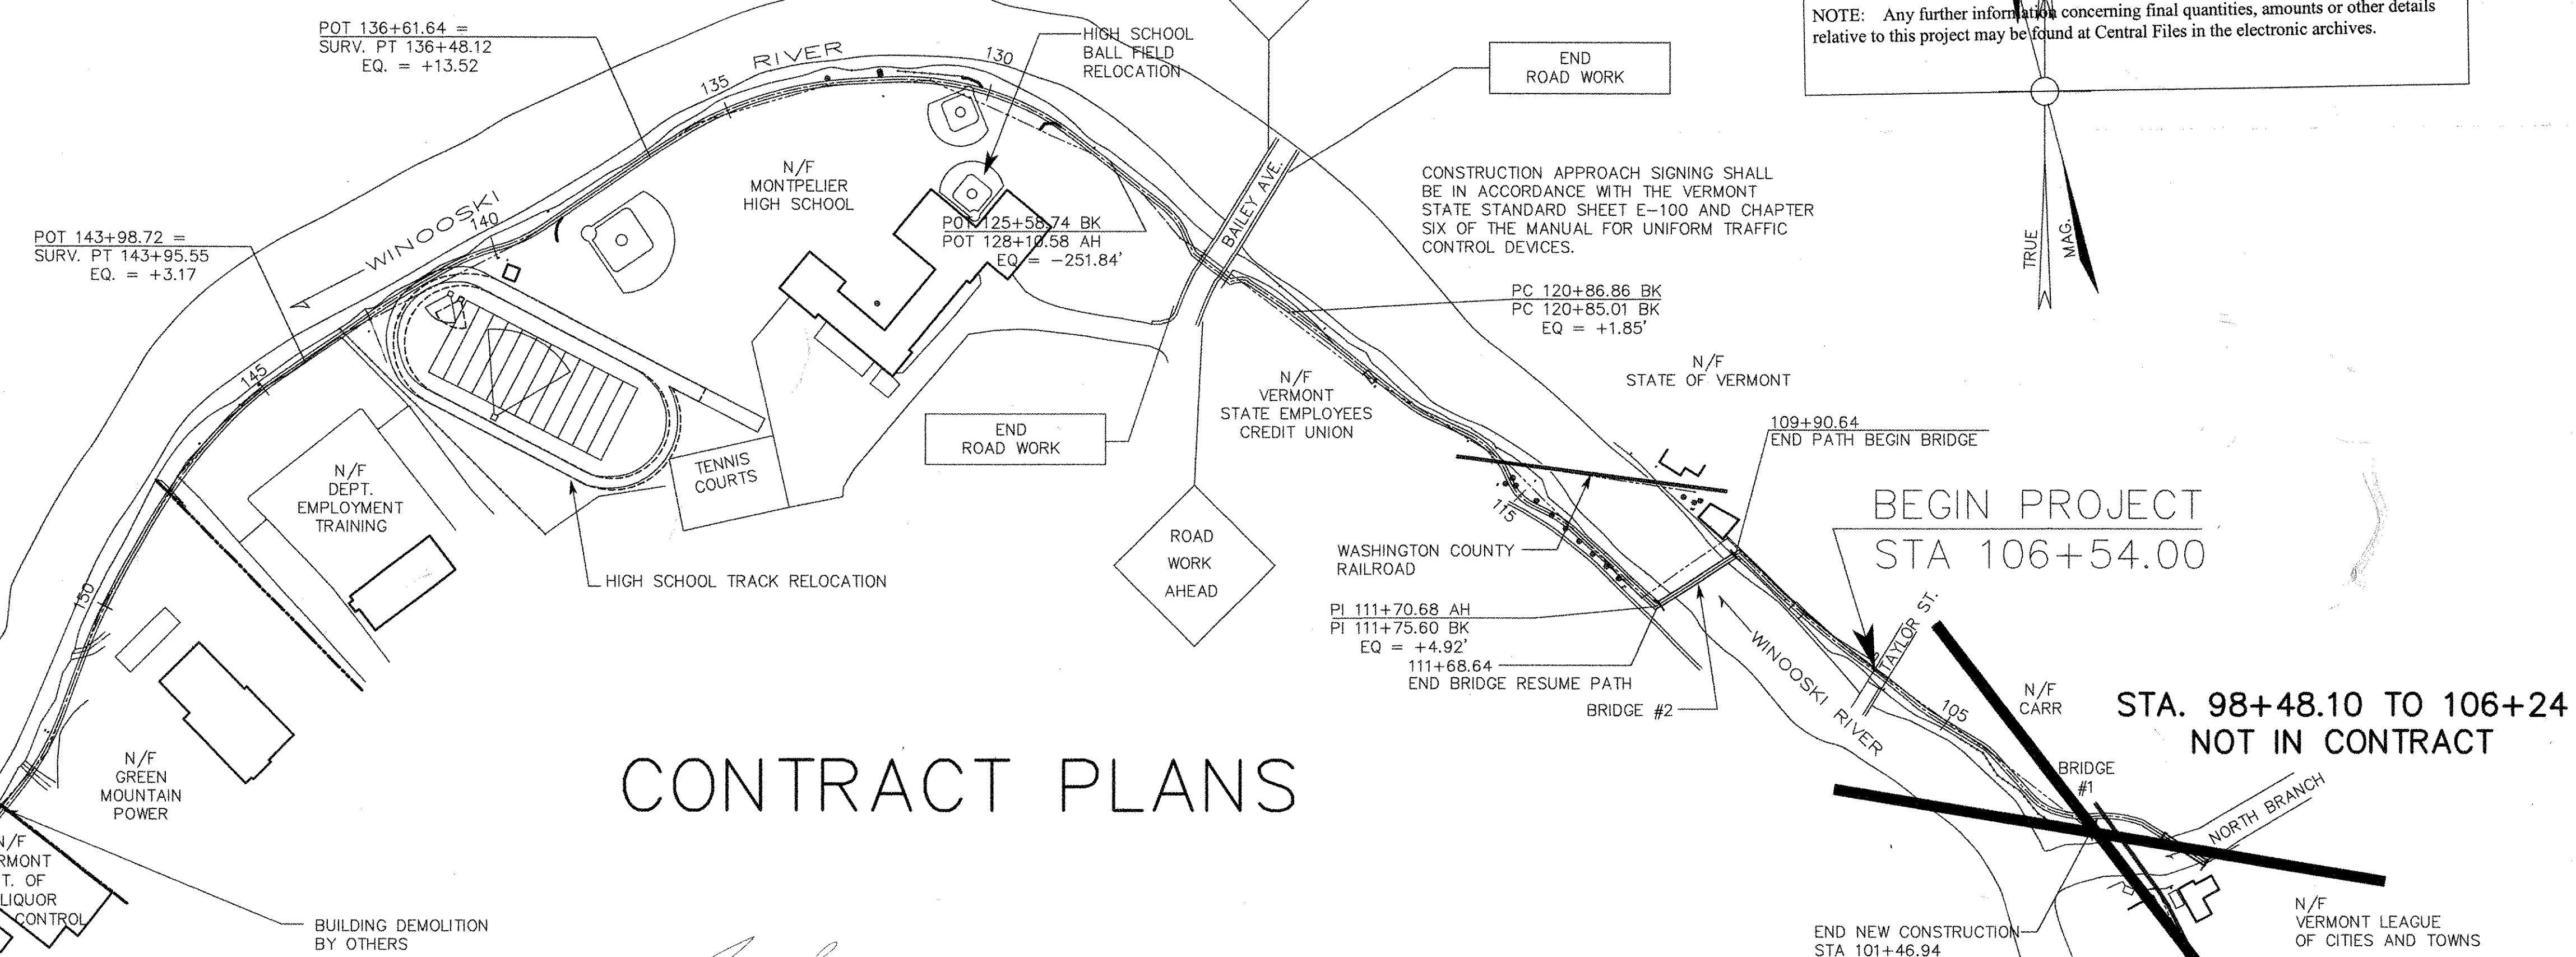 NOTE: Any further information concerning final quantities, amounts or other details
relative to this project may be found at Central Files in the electronic archives.
POT 136+61.64 =
SURV. PT 136+48.12
EQ. = +13.52
RIVER
135
130
HIGH SCHOOL
BALL FIELD
RELOCATION
END
ROAD WORK
N/F
MONTPELIER
HIGH SCHOOL
BAILEY AVE.
CONSTRUCTION APPROACH SIGNING SHALL
BE IN ACCORDANCE WITH THE VERMONT
STATE STANDARD SHEET E-100 AND CHAPTER
SIX OF THE MANUAL FOR UNIFORM TRAFFIC
CONTROL DEVICES.
TRUE
MAG.
WINOOSKI
140
POT 143+98.72 =
SURV. PT 143+95.55
EQ. = +3.17
POT 125+58.74 BK
POT 128+10.58 AH
EQ = -251.84'
PC 120+86.86 BK
PC 120+85.01 BK
EQ = +1.85'
N/F
STATE OF VERMONT
145
N/F
VERMONT
STATE EMPLOYEES
CREDIT UNION
END
ROAD WORK
109+90.64
END PATH BEGIN BRIDGE
TENNIS
COURTS
N/F
DEPT.
EMPLOYMENT
TRAINING
115
BEGIN PROJECT
STA 106+54.00
ROAD
WORK
AHEAD
WASHINGTON COUNTY
RAILROAD
HIGH SCHOOL TRACK RELOCATION
150
PI 111+70.68 AH
PI 111+75.60 BK
EQ = +4.92'
111+68.64
END BRIDGE RESUME PATH
BRIDGE #2
WINOOSKI RIVER
TAYLOR ST.
105
N/F
CARR
STA. 98+48.10 TO 106+24
NOT IN CONTRACT
N/F
GREEN
MOUNTAIN
POWER
CONTRACT PLANS
BRIDGE
#1
NORTH BRANCH
N/F
RMONT
T. OF
LIQUOR
CONTROL
BUILDING DEMOLITION
BY OTHERS
END NEW CONSTRUCTION
STA 101+46.94
N/F
VERMONT LEAGUE
OF CITIES AND TOWNS